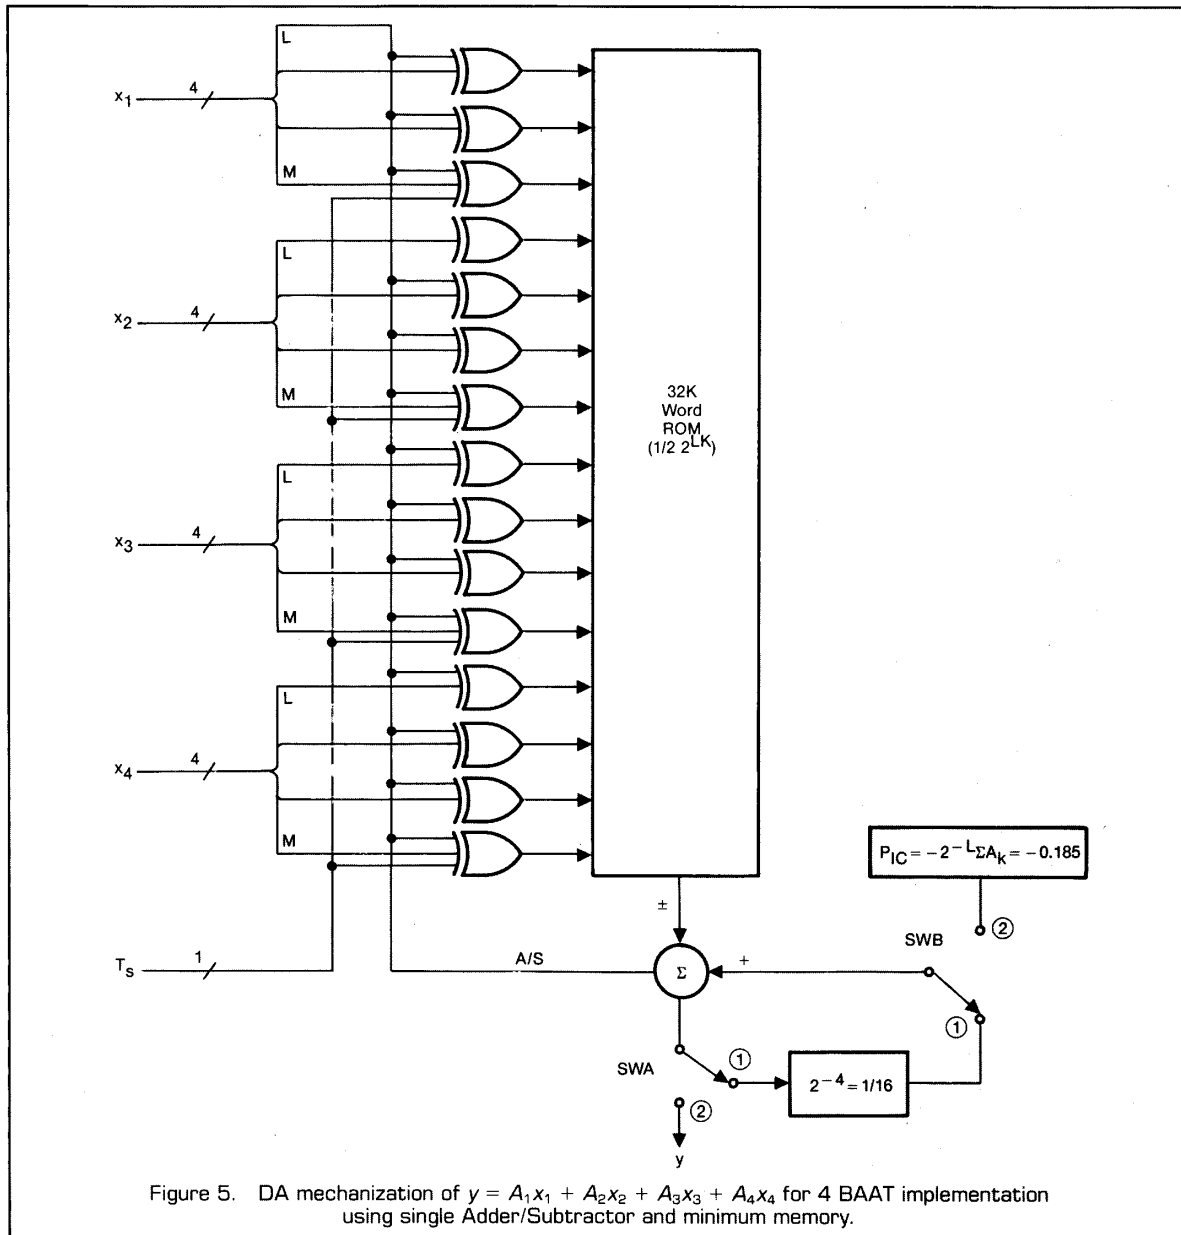 L
x₁ 4
M
L
x₂ 4
M
L
x₃ 4
M
L
x₄ 4
M
32K
Word
ROM
(1/2 2ᴸᴷ)
Tₛ 1
A/S
±
Σ
+
P_IC = −2^−L ΣA_k = −0.185
②
SWB
①
SWA
①
2⁻⁴ = 1/16
②
y
Figure 5. DA mechanization of y = A₁x₁ + A₂x₂ + A₃x₃ + A₄x₄ for 4 BAAT implementation
using single Adder/Subtractor and minimum memory.